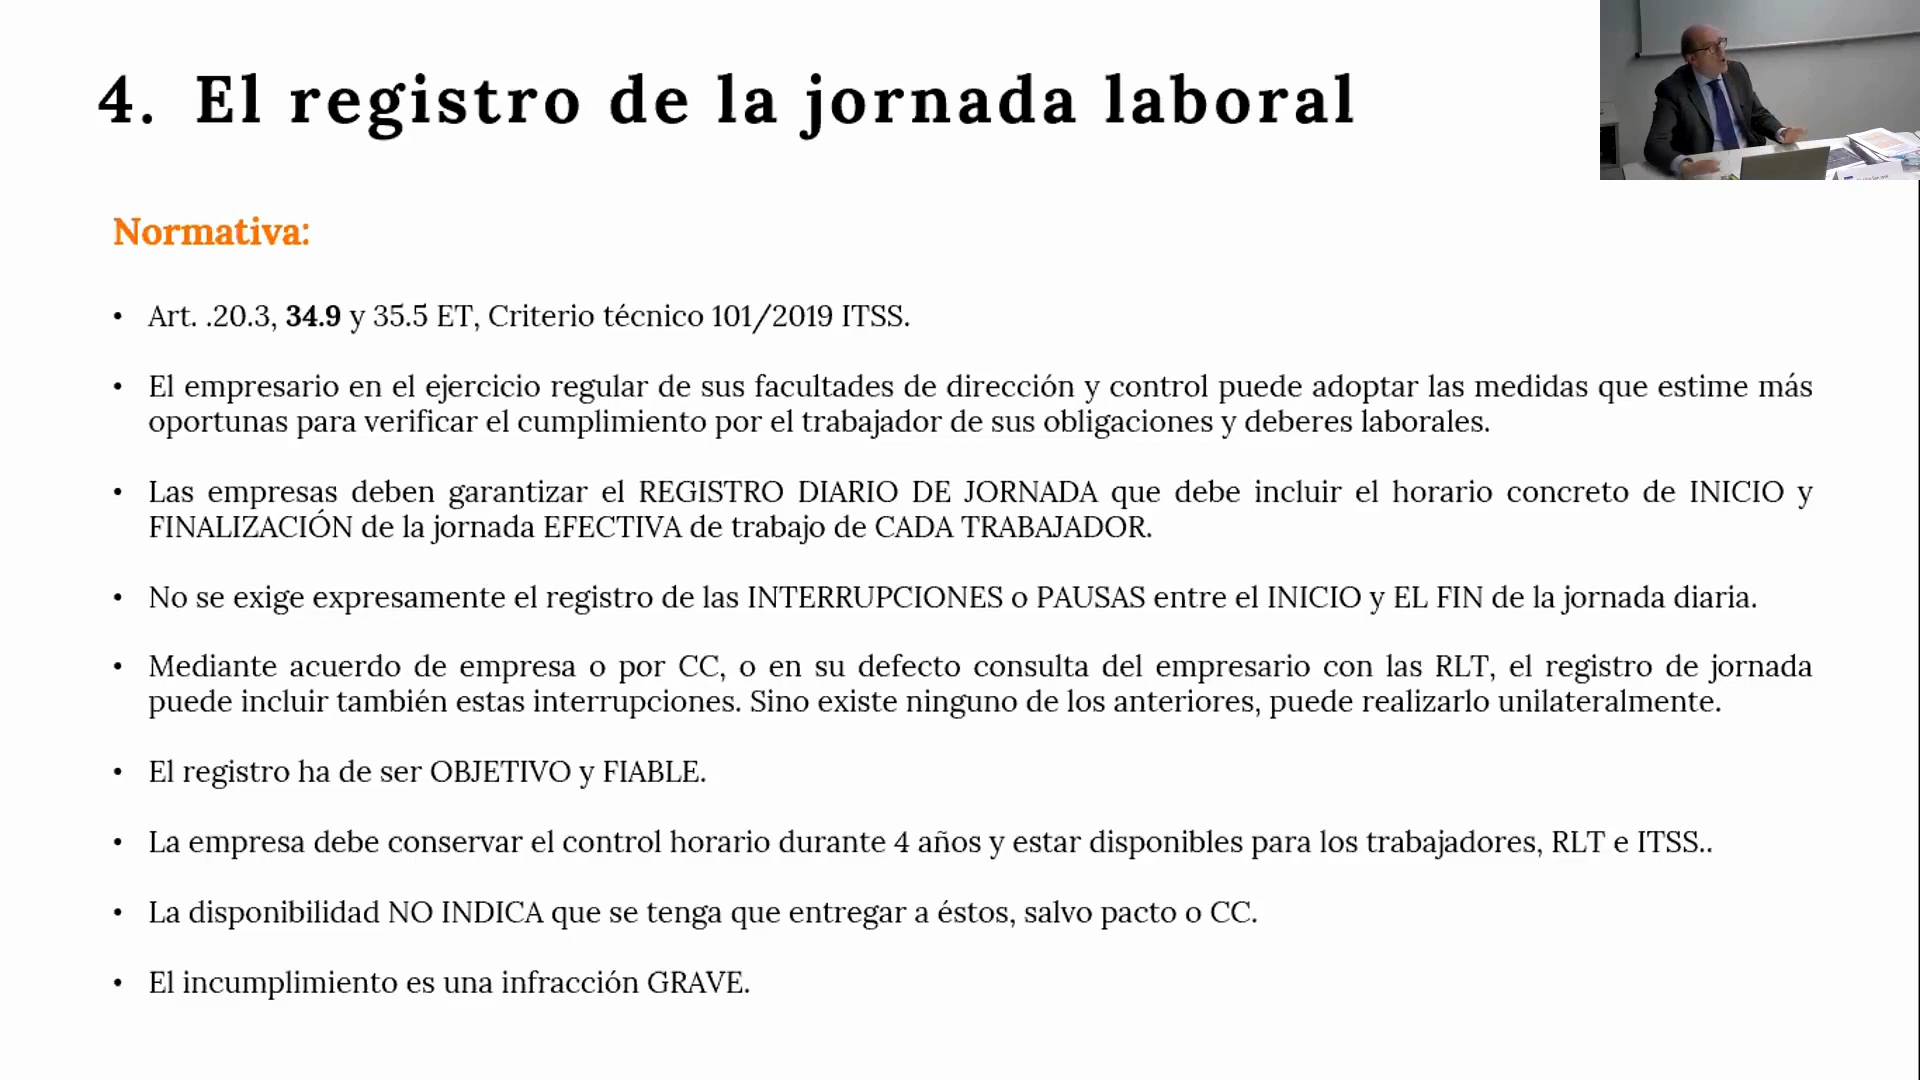 4. El registro de la jornada laboral
Normativa:
• Art. .20.3, 34.9 y 35.5 ET, Criterio técnico 101/2019 ITSS.
• El empresario en el ejercicio regular de sus facultades de dirección y control puede adoptar las medidas que estime más
oportunas para verificar el cumplimiento por el trabajador de sus obligaciones y deberes laborales.
• Las empresas deben garantizar el REGISTRO DIARIO DE JORNADA que debe incluir el horario concreto de INICIO y
FINALIZACIÓN de la jornada EFECTIVA de trabajo de CADA TRABAJADOR.
• No se exige expresamente el registro de las INTERRUPCIONES o PAUSAS entre el INICIO y EL FIN de la jornada diaria.
• Mediante acuerdo de empresa o por CC, o en su defecto consulta del empresario con las RLT, el registro de jornada
puede incluir también estas interrupciones. Sino existe ninguno de los anteriores, puede realizarlo unilateralmente.
• El registro ha de ser OBJETIVO y FIABLE.
• La empresa debe conservar el control horario durante 4 años y estar disponibles para los trabajadores, RLT e ITSS..
• La disponibilidad NO INDICA que se tenga que entregar a éstos, salvo pacto o CC.
• El incumplimiento es una infracción GRAVE.